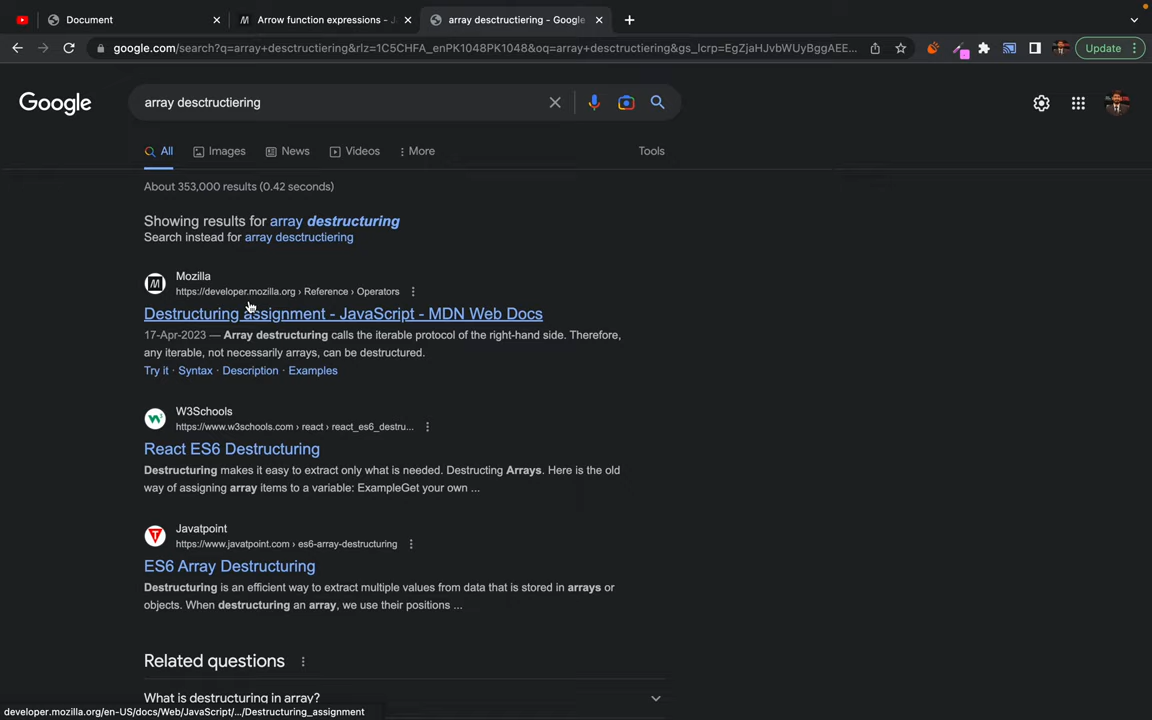 Document
Arrow function expressions - J
array desctructiering - Google
google.com/search?q=array+desctructiering&rlz=1C5CHFA_enPK1048PK1048&oq=array+desctructiering&gs_lcrp=EgZjaHJvbWUyBggAEE...
Update
Google
array desctructiering
All
Images
News
Videos
More
Tools
About 353,000 results (0.42 seconds)
Showing results for array destructuring
Search instead for array desctructiering
Mozilla
https://developer.mozilla.org › Reference › Operators
Destructuring assignment - JavaScript - MDN Web Docs
17-Apr-2023 — Array destructuring calls the iterable protocol of the right-hand side. Therefore,
any iterable, not necessarily arrays, can be destructured.
Try it · Syntax · Description · Examples
W3Schools
https://www.w3schools.com › react › react_es6_destru...
React ES6 Destructuring
Destructuring makes it easy to extract only what is needed. Destructing Arrays. Here is the old
way of assigning array items to a variable: ExampleGet your own ...
Javatpoint
https://www.javatpoint.com › es6-array-destructuring
ES6 Array Destructuring
Destructuring is an efficient way to extract multiple values from data that is stored in arrays or
objects. When destructuring an array, we use their positions ...
Related questions
What is destructuring in array?
developer.mozilla.org/en-US/docs/Web/JavaScript/.../Destructuring_assignment